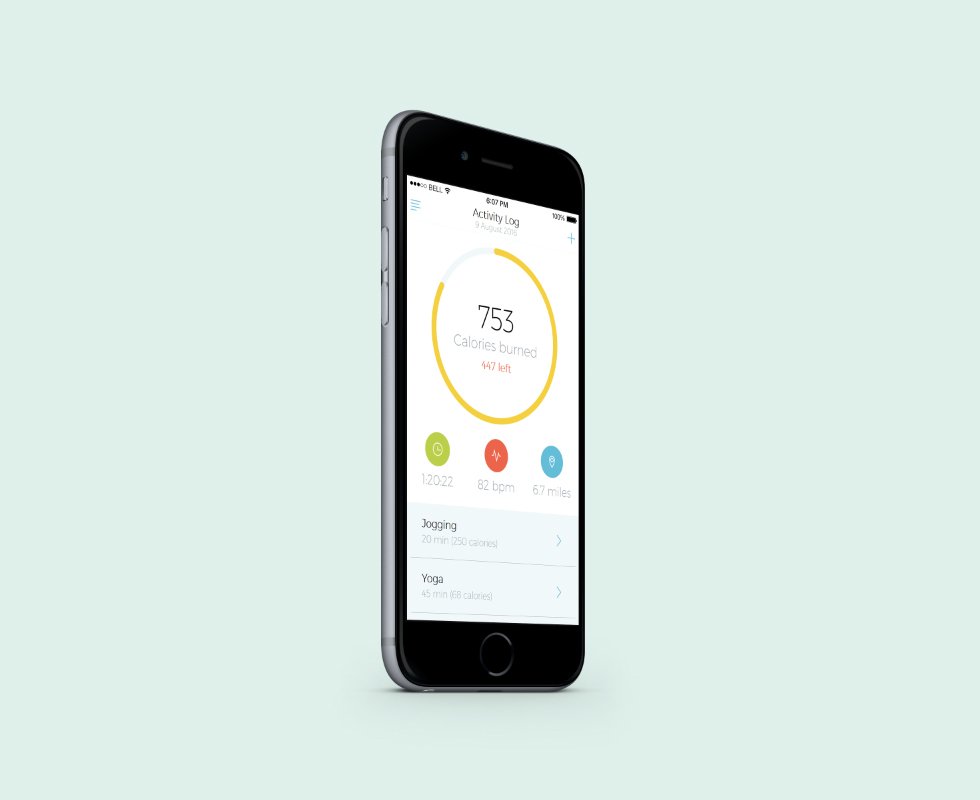 BELL
6:07 PM
100%
Activity Log
9 August 2018
753
Calories burned
447 left
1:20:22
82 bpm
6.7 miles
Jogging
20 min (250 calories)
Yoga
45 min (68 calories)